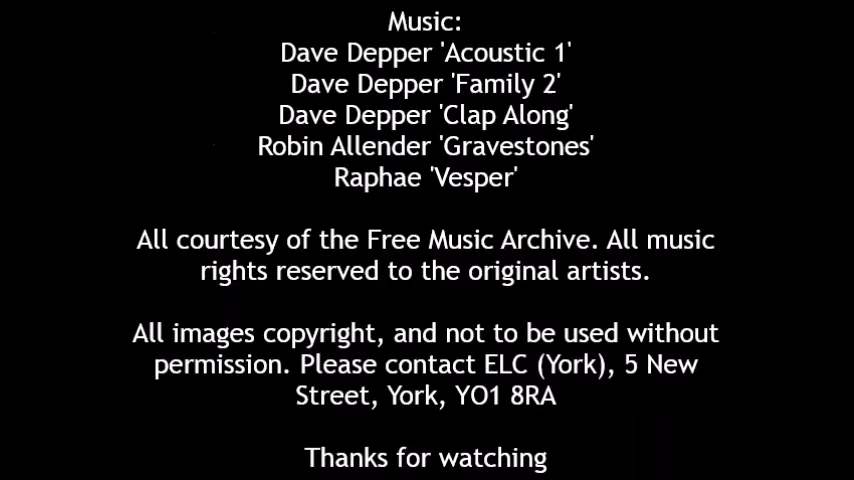 Music:
Dave Depper 'Acoustic 1'
Dave Depper 'Family 2'
Dave Depper 'Clap Along'
Robin Allender 'Gravestones'
Raphae 'Vesper'
All courtesy of the Free Music Archive. All music
rights reserved to the original artists.
All images copyright, and not to be used without
permission. Please contact ELC (York), 5 New
Street, York, YO1 8RA
Thanks for watching